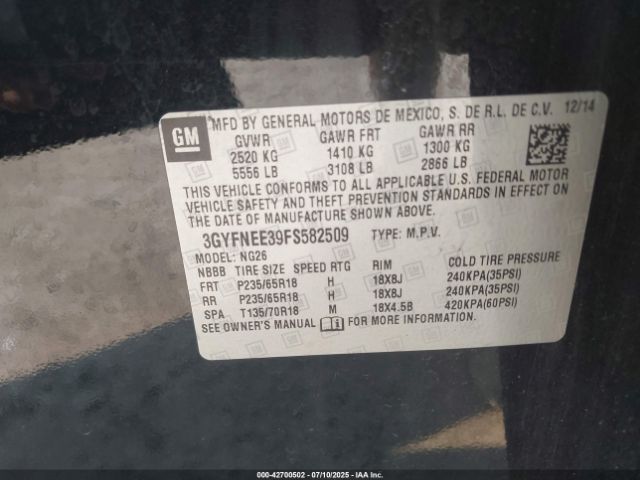 GM
MFD BY GENERAL MOTORS DE MEXICO, S. DE R.L. DE C.V. 12/14
GVWR GAWR FRT GAWR RR
2520 KG 1410 KG 1300 KG
5556 LB 3108 LB 2866 LB
THIS VEHICLE CONFORMS TO ALL APPLICABLE U.S. FEDERAL MOTOR
VEHICLE SAFETY AND THEFT PREVENTION STANDARDS IN EFFECT ON
THE DATE OF MANUFACTURE SHOWN ABOVE.
3GYFNEE39FS582509 TYPE: M.P.V.
MODEL: NG26
NBBB TIRE SIZE SPEED RTG RIM COLD TIRE PRESSURE
FRT P235/65R18 H 18X8J 240KPA(35PSI)
RR P235/65R18 H 18X8J 240KPA(35PSI)
SPA T135/70R18 M 18X4.5B 420KPA(60PSI)
SEE OWNER'S MANUAL FOR MORE INFORMATION.
000-42700502 - 07/10/2025 - IAAI.COM